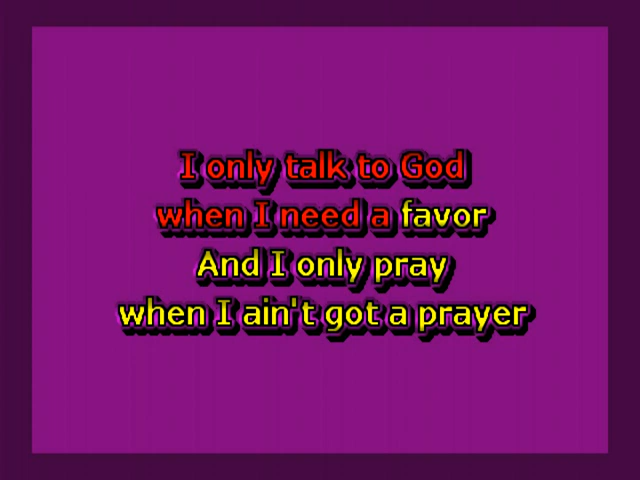 I only talk to God
when I need a favor
And I only pray
when I ain't got a prayer